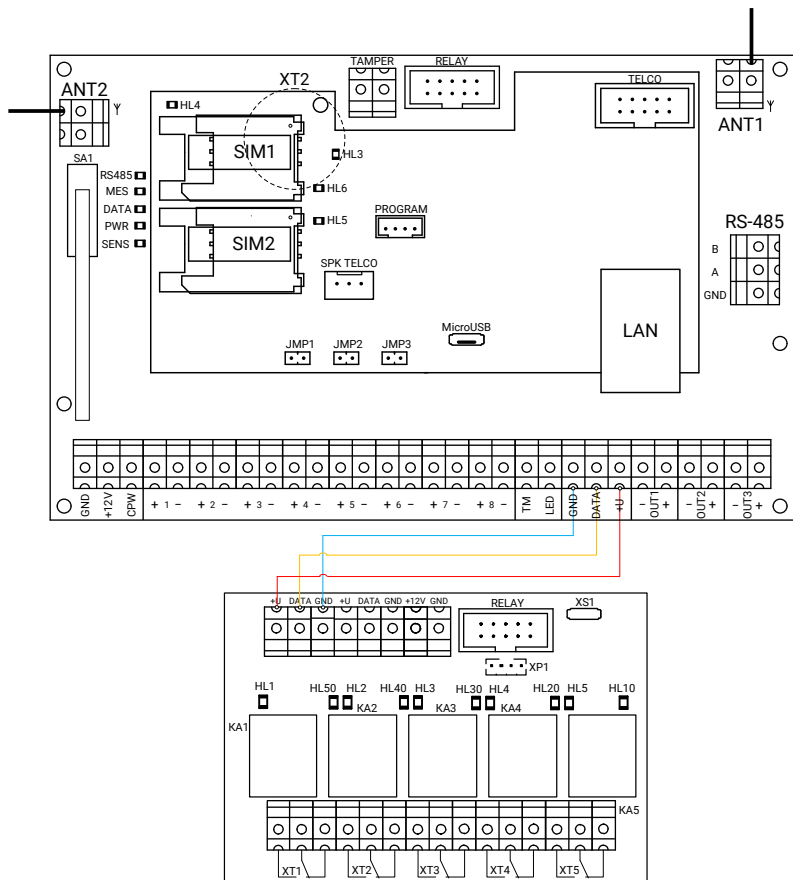 TAMPER RELAY
XT2 TELCO
ANT2
HL4
ANT1
SIM1
HL3
SA1
RS485
MES HL6
DATA
PWR HL5 PROGRAM
RS-485
SENS SIM2
B
SPK TELCO
A
GND
MicroUSB LAN
JMP1 JMP2 JMP3
GND +12V CPW + 1 - + 2 - + 3 - + 4 - + 5 - + 6 - + 7 - + 8 - TM LED GND DATA +U - OUT1 + - OUT2 + - OUT3 +
+U DATA GND +U DATA GND +12V GND RELAY XS1
XP1
HL1 HL50 HL2 HL40 HL3 HL30 HL4 HL20 HL5 HL10
KA1 KA2 KA3 KA4
KA5
XT1 XT2 XT3 XT4 XT5